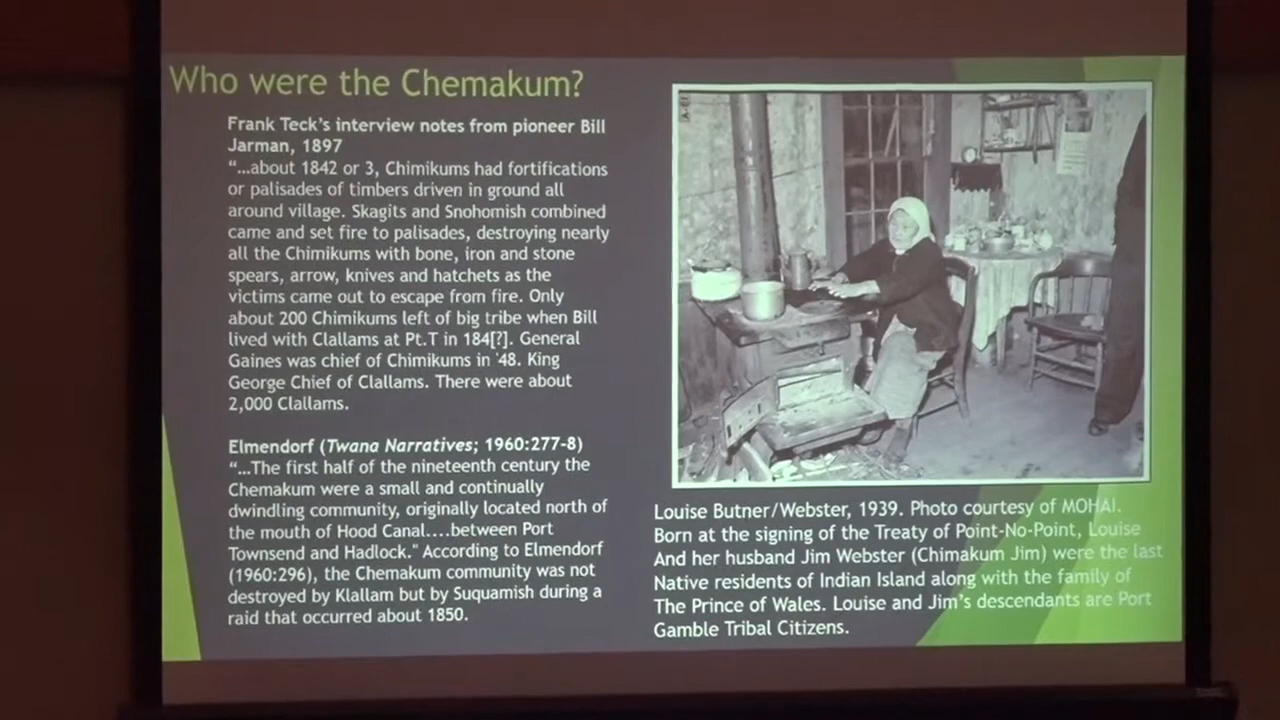 Who were the Chemakum?
Frank Teck's interview notes from pioneer Bill
Jarman, 1897
"…about 1842 or 3, Chimikums had fortifications
or palisades of timbers driven in ground all
around village. Skagits and Snohomish combined
came and set fire to palisades, destroying nearly
all the Chimikums with bone, iron and stone
spears, arrow, knives and hatchets as the
victims came out to escape from fire. Only
about 200 Chimikums left of big tribe when Bill
lived with Clallams at Pt.T in 184[?]. General
Gaines was chief of Chimikums in '48. King
George Chief of Clallams. There were about
2,000 Clallams.
Elmendorf (Twana Narratives; 1960:277-8)
"…The first half of the nineteenth century the
Chemakum were a small and continually
dwindling community, originally located north of
the mouth of Hood Canal....between Port
Townsend and Hadlock." According to Elmendorf
(1960:296), the Chemakum community was not
destroyed by Klallam but by Suquamish during a
raid that occurred about 1850.
Louise Butner/Webster, 1939. Photo courtesy of MOHAI.
Born at the signing of the Treaty of Point-No-Point, Louise
And her husband Jim Webster (Chimakum Jim) were the last
Native residents of Indian Island along with the family of
The Prince of Wales. Louise and Jim's descendants are Port
Gamble Tribal Citizens.